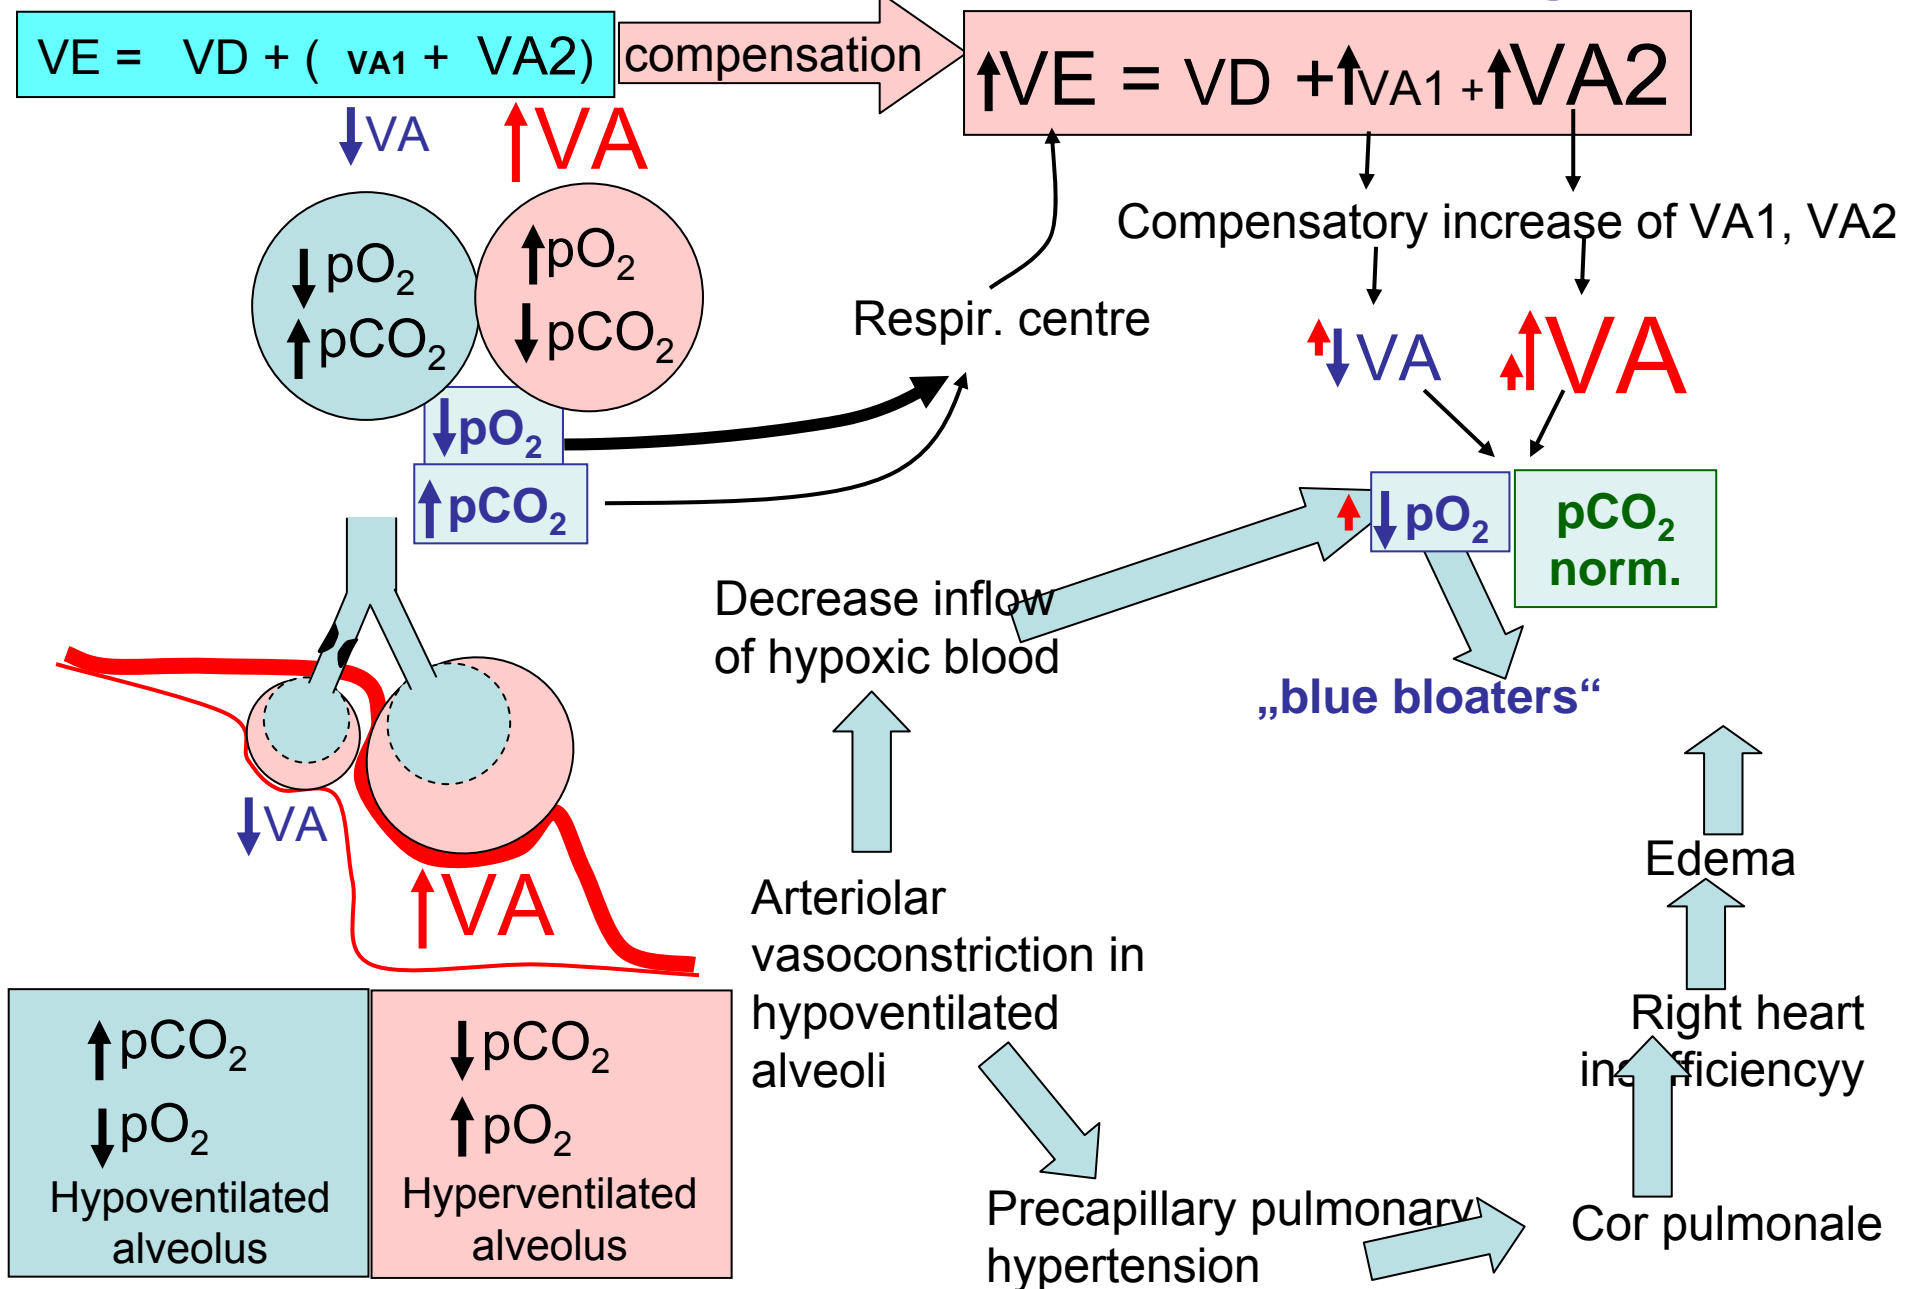 VE = VD + ( VA1 + VA2)
compensation
↑VE = VD +↑VA1 +↑VA2
↓VA ↑VA
↓pO₂
↑pCO₂
↑pO₂
↓pCO₂
↓pO₂
↑pCO₂
Respir. centre
Compensatory increase of VA1, VA2
↑↓VA ↑↑VA
↑↓pO₂
pCO₂
norm.
Decrease inflow
of hypoxic blood
„blue bloaters“
↓VA
↑VA
Arteriolar
vasoconstriction in
hypoventilated
alveoli
Edema
Right heart
insufficiencyy
Precapillary pulmonary
hypertension
Cor pulmonale
↑pCO₂
↓pO₂
Hypoventilated
alveolus
↓pCO₂
↑pO₂
Hyperventilated
alveolus